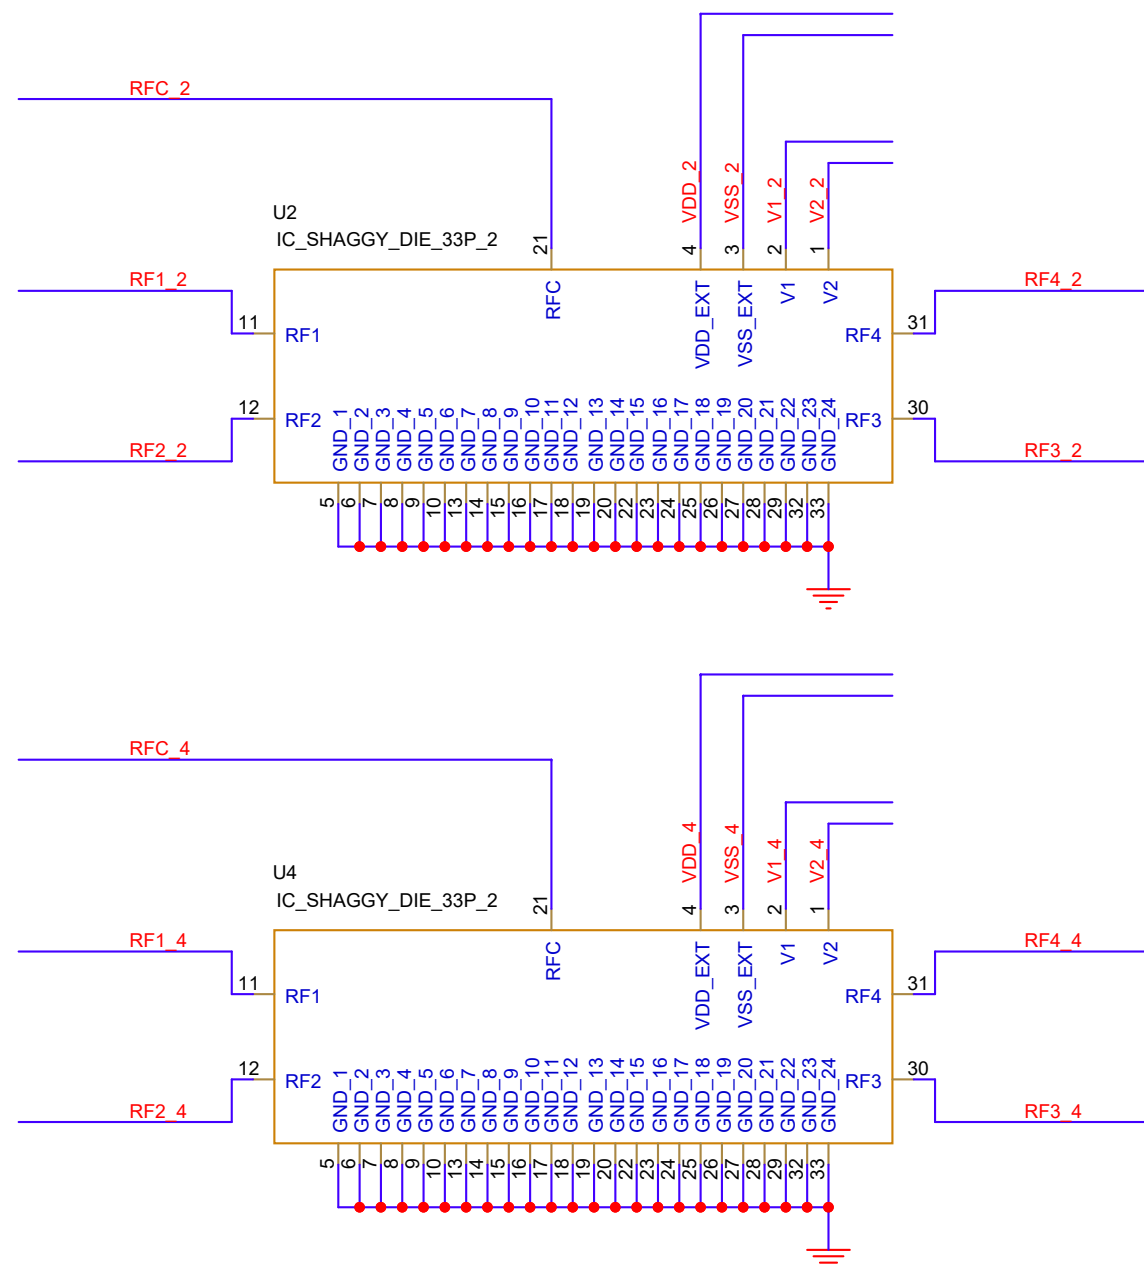 RFC_2
VDD_2
VSS_2
V1_2
V2_2
U2
IC_SHAGGY_DIE_33P_2
21
4
3
2
1
RF1_2
RF4_2
RFC
VDD_EXT
VSS_EXT
V1
V2
11
RF1
RF4
31
12
RF2
RF3
30
GND_1
GND_2
GND_3
GND_4
GND_5
GND_6
GND_7
GND_8
GND_9
GND_10
GND_11
GND_12
GND_13
GND_14
GND_15
GND_16
GND_17
GND_18
GND_19
GND_20
GND_21
GND_22
GND_23
GND_24
RF2_2
RF3_2
5
6
7
8
9
10
13
14
15
16
17
18
19
20
22
23
24
25
26
27
28
29
32
33
RFC_4
VDD_4
VSS_4
V1_4
V2_4
U4
IC_SHAGGY_DIE_33P_2
21
4
3
2
1
RF1_4
RF4_4
RFC
VDD_EXT
VSS_EXT
V1
V2
11
RF1
RF4
31
12
RF2
RF3
30
GND_1
GND_2
GND_3
GND_4
GND_5
GND_6
GND_7
GND_8
GND_9
GND_10
GND_11
GND_12
GND_13
GND_14
GND_15
GND_16
GND_17
GND_18
GND_19
GND_20
GND_21
GND_22
GND_23
GND_24
RF2_4
RF3_4
5
6
7
8
9
10
13
14
15
16
17
18
19
20
22
23
24
25
26
27
28
29
32
33